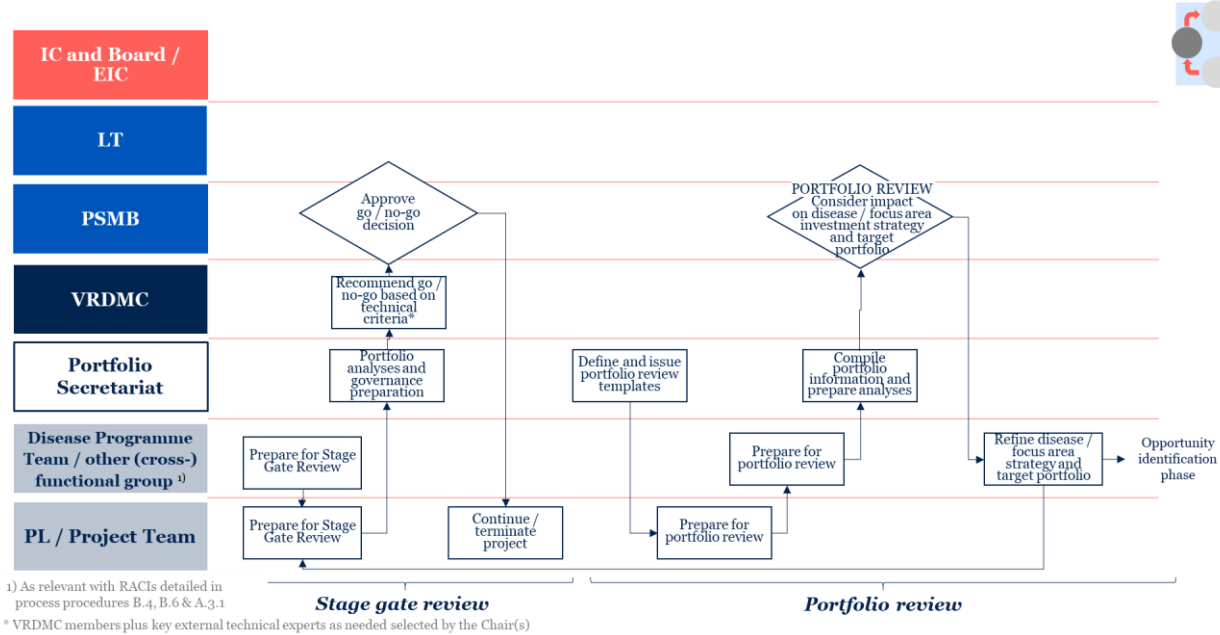 IC and Board /
EIC
LT
PSMB
VRDMC
Portfolio
Secretariat
Disease Programme
Team / other (cross-)
functional group ¹⁾
PL / Project Team
Approve
go / no-go
decision
Recommend go /
no-go based on
technical
criteria*
Portfolio
analyses and
governance
preparation
Prepare for Stage
Gate Review
Prepare for Stage
Gate Review
Continue /
terminate
project
PORTFOLIO REVIEW
Consider impact
on disease / focus area
investment strategy
and target
portfolio
Define and issue
portfolio review
templates
Compile
portfolio
information and
prepare analyses
Prepare for
portfolio review
Prepare for
portfolio review
Refine disease /
focus area
strategy and
target portfolio
Opportunity
identification
phase
Stage gate review
Portfolio review
1) As relevant with RACIs detailed in
process procedures B.4, B.6 & A.3.1
* VRDMC members plus key external technical experts as needed selected by the Chair(s)